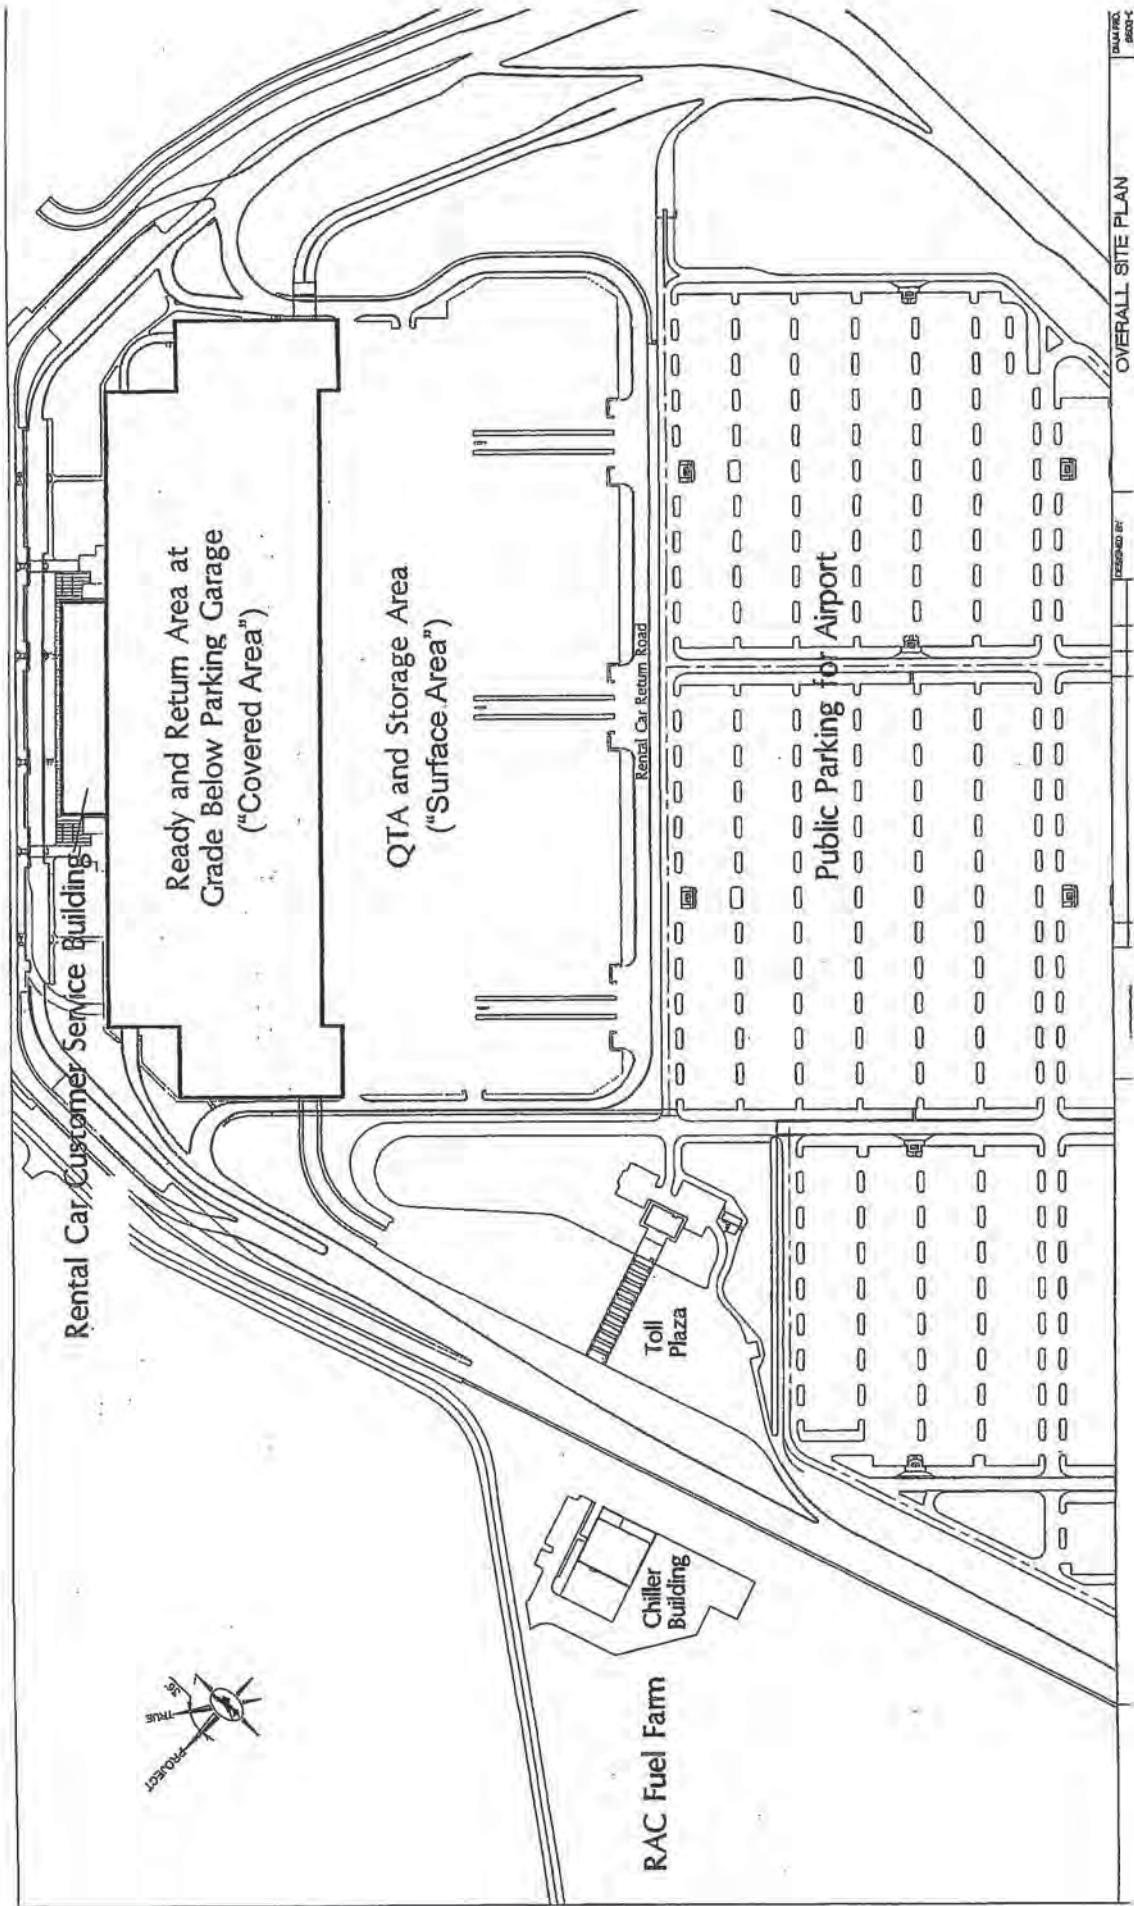 Rental Car Customer Service Building
Ready and Return Area at
Grade Below Parking Garage
("Covered Area")
QTA and Storage Area
("Surface Area")
Rental Car Return Road
Public Parking for Airport
Toll
Plaza
Chiller
Building
RAC Fuel Farm
PROJECT
TRUE
OVERALL SITE PLAN
DESIGNED BY